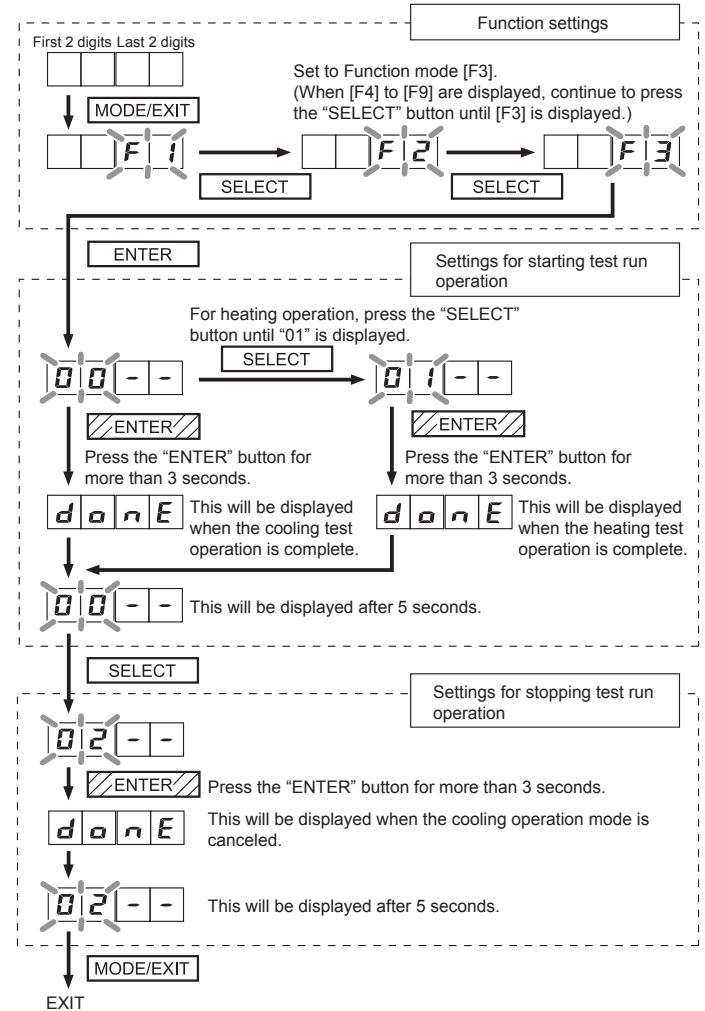 Function settings
First 2 digits Last 2 digits
MODE/EXIT
Set to Function mode [F3].
(When [F4] to [F9] are displayed, continue to press
the “SELECT” button until [F3] is displayed.)
F 1
SELECT
F 2
SELECT
F 3
ENTER
Settings for starting test run
operation
For heating operation, press the “SELECT”
button until “01” is displayed.
0 0 - -
SELECT
0 1 - -
ENTER
Press the “ENTER” button for
more than 3 seconds.
ENTER
Press the “ENTER” button for
more than 3 seconds.
d o n E
This will be displayed
when the cooling test
operation is complete.
d o n E
This will be displayed
when the heating test
operation is complete.
0 0 - -
This will be displayed after 5 seconds.
SELECT
Settings for stopping test run
operation
0 2 - -
ENTER
Press the “ENTER” button for more than 3 seconds.
d o n E
This will be displayed when the cooling operation mode is
canceled.
0 2 - -
This will be displayed after 5 seconds.
MODE/EXIT
EXIT